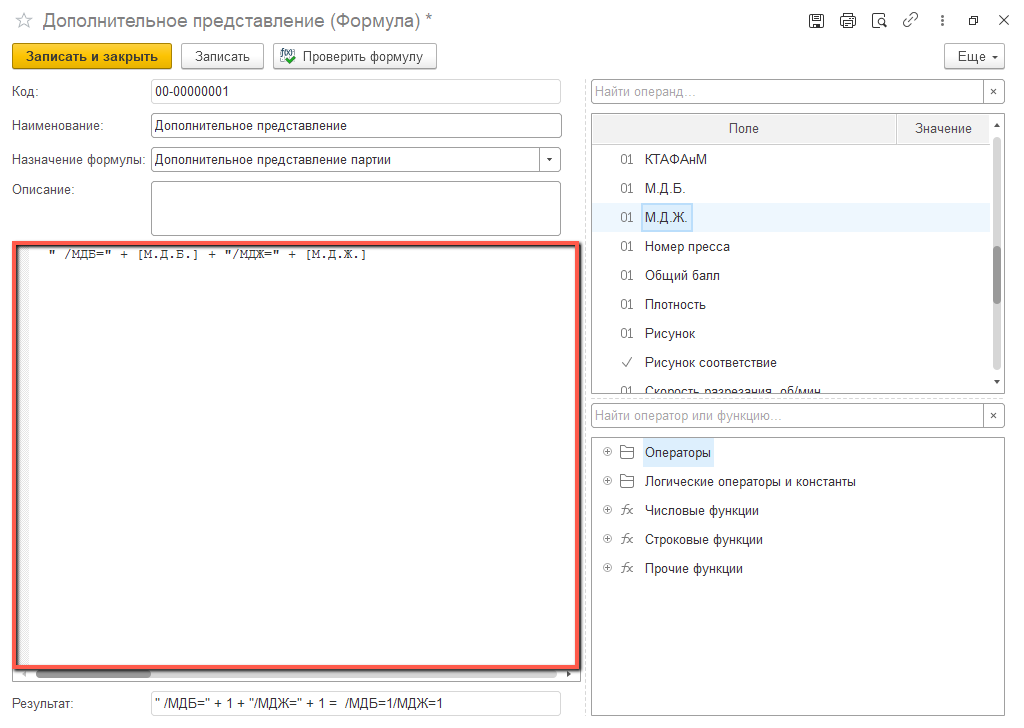 Дополнительное представление (Формула) *
Записать и закрыть
Записать
Проверить формулу
Еще
Код:
00-00000001
Наименование:
Дополнительное представление
Назначение формулы:
Дополнительное представление партии
Описание:
" /МДБ=" + [М.Д.Б.] + "/МДЖ=" + [М.Д.Ж.]
Результат:
" /МДБ=" + 1 + "/МДЖ=" + 1 =  /МДБ=1/МДЖ=1
Найти операнд...
Поле
Значение
01 КТАФАнМ
01 М.Д.Б.
01 М.Д.Ж.
01 Номер пресса
01 Общий балл
01 Плотность
01 Рисунок
Рисунок соответствие
01 Скорость разрезания, об/мин
Найти оператор или функцию...
Операторы
Логические операторы и константы
fx Числовые функции
fx Строковые функции
fx Прочие функции